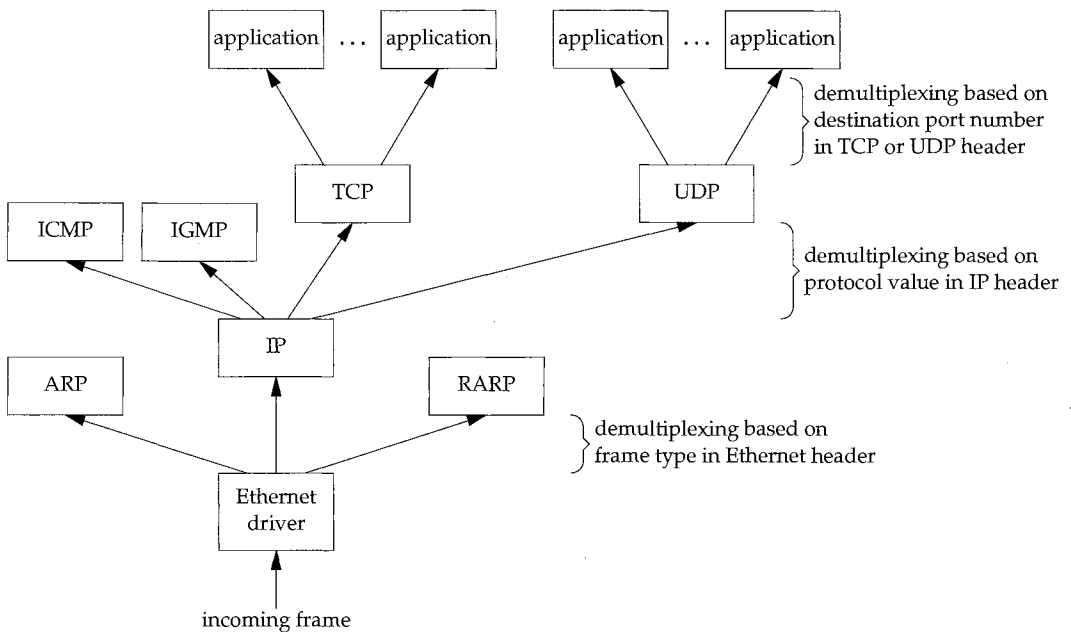 application ... application
application ... application
demultiplexing based on
destination port number
in TCP or UDP header
TCP
UDP
ICMP
IGMP
demultiplexing based on
protocol value in IP header
IP
ARP
RARP
demultiplexing based on
frame type in Ethernet header
Ethernet
driver
incoming frame